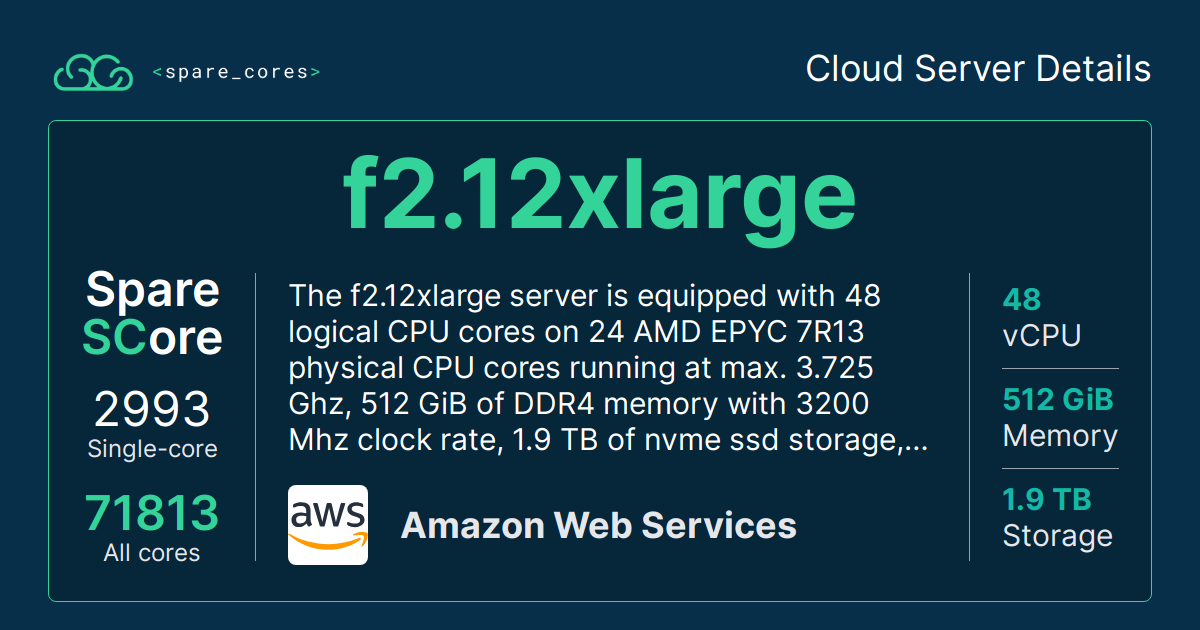 <spare_cores>
Cloud Server Details
f2.12xlarge
Spare
SCore
2993
Single-core
71813
All cores
The f2.12xlarge server is equipped with 48
logical CPU cores on 24 AMD EPYC 7R13
physical CPU cores running at max. 3.725
Ghz, 512 GiB of DDR4 memory with 3200
Mhz clock rate, 1.9 TB of nvme ssd storage,...
aws
Amazon Web Services
48
vCPU
512 GiB
Memory
1.9 TB
Storage